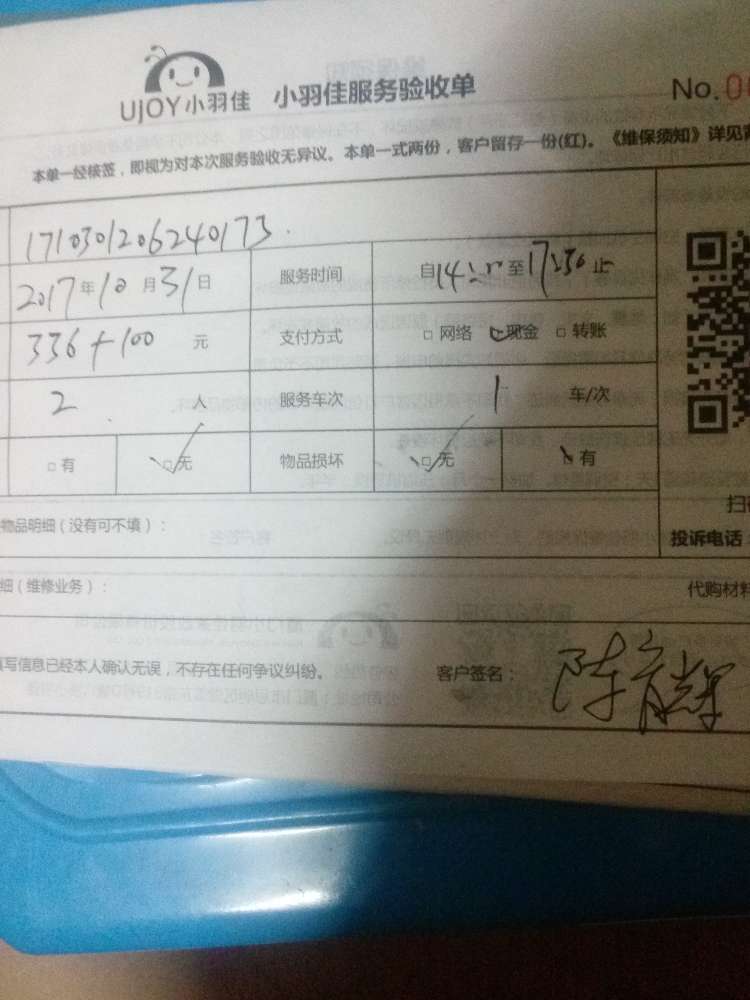 UJOY小羽佳 小羽佳服务验收单 No.00
本单一经核签，即视为对本次服务验收无异议。本单一式两份，客户留存一份(红)。《维保须知》详见
1710301206240173
2017年10月31日 服务时间 自14:00至17:30止
336+100 元 支付方式 □网络 □现金 □转账
2 人 服务车次 1 车/次
□有 □无 物品损坏 □无 有
物品明细（没有可不填）： 扫
投诉电话
细（维修业务）： 代购材料
填写信息已经本人确认无误，不存在任何争议纠纷。 客户签名：陈